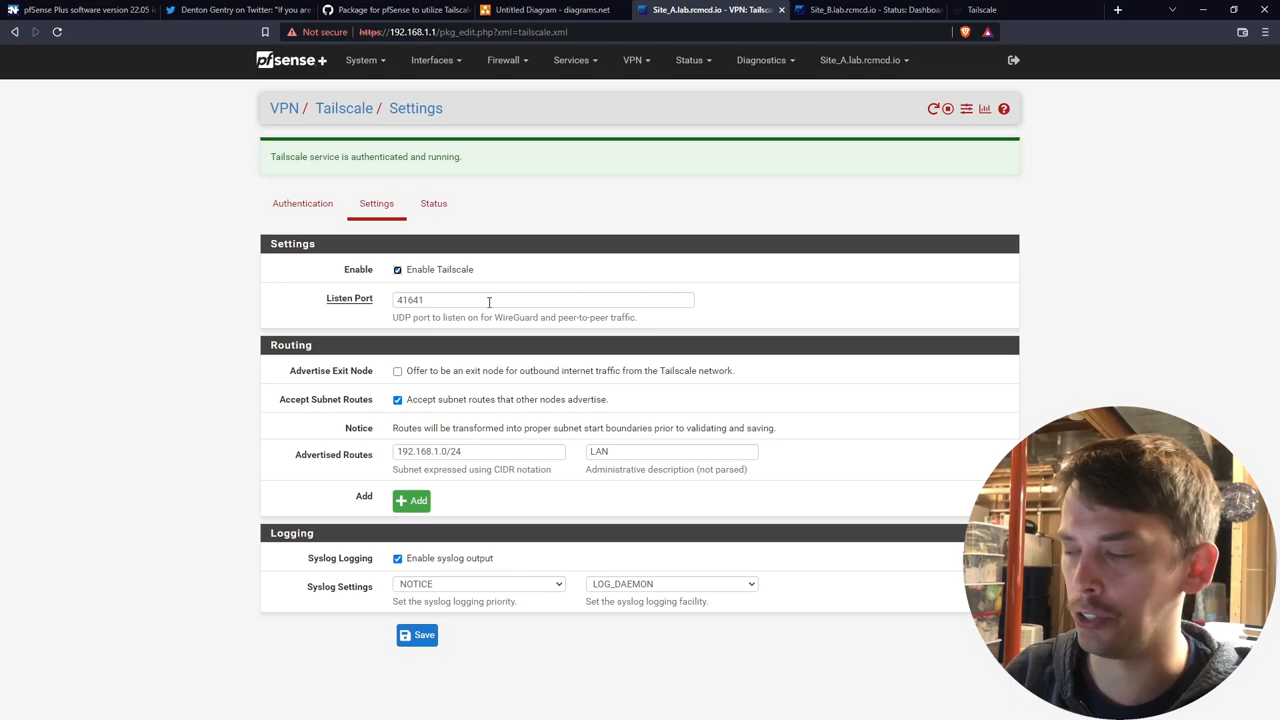 pfSense Plus software version 22.05 is
Denton Gentry on Twitter: "If you are
Package for pfSense to utilize Tailscale
Untitled Diagram - diagrams.net
Site_A.lab.rcmcd.io - VPN: Tailsc
Site_B.lab.rcmcd.io - Status: Dashboa
Tailscale
Not secure https://192.168.1.1/pkg_edit.php?xml=tailscale.xml
pfsense +
System
Interfaces
Firewall
Services
VPN
Status
Diagnostics
Site_A.lab.rcmcd.io
VPN / Tailscale / Settings
Tailscale service is authenticated and running.
Authentication
Settings
Status
Settings
Enable
Enable Tailscale
Listen Port
41641
UDP port to listen on for WireGuard and peer-to-peer traffic.
Routing
Advertise Exit Node
Offer to be an exit node for outbound internet traffic from the Tailscale network.
Accept Subnet Routes
Accept subnet routes that other nodes advertise.
Notice
Routes will be transformed into proper subnet start boundaries prior to validating and saving.
Advertised Routes
192.168.1.0/24
LAN
Subnet expressed using CIDR notation
Administrative description (not parsed)
Add
Add
Logging
Syslog Logging
Enable syslog output
Syslog Settings
NOTICE
LOG_DAEMON
Set the syslog logging priority.
Set the syslog logging facility.
Save